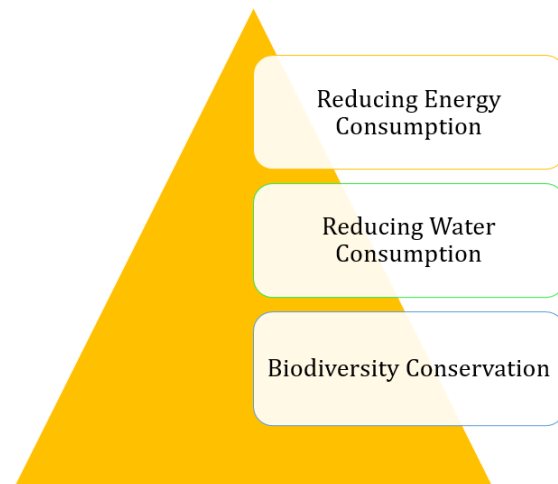 Reducing Energy
Consumption
Reducing Water
Consumption
Biodiversity Conservation